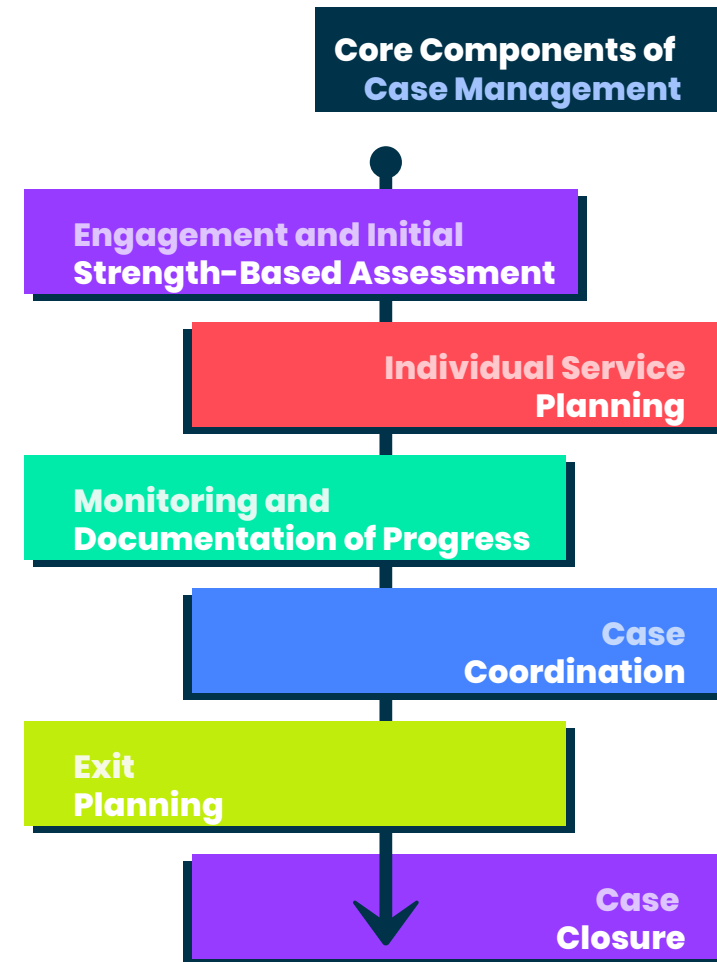 Core Components of
Case Management
Engagement and Initial
Strength-Based Assessment
Individual Service
Planning
Monitoring and
Documentation of Progress
Case
Coordination
Exit
Planning
Case
Closure